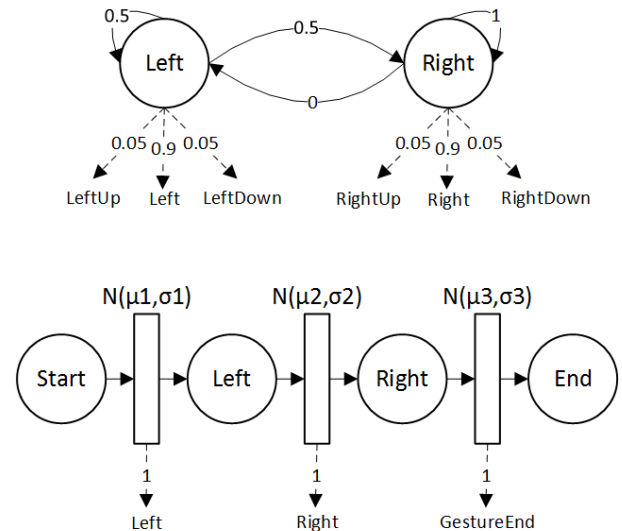 0.5 0.5 1
Left Right
0
0.05 0.9 0.05 0.05 0.9 0.05
LeftUp Left LeftDown RightUp Right RightDown
N(μ1,σ1) N(μ2,σ2) N(μ3,σ3)
Start Left Right End
1 1 1
Left Right GestureEnd